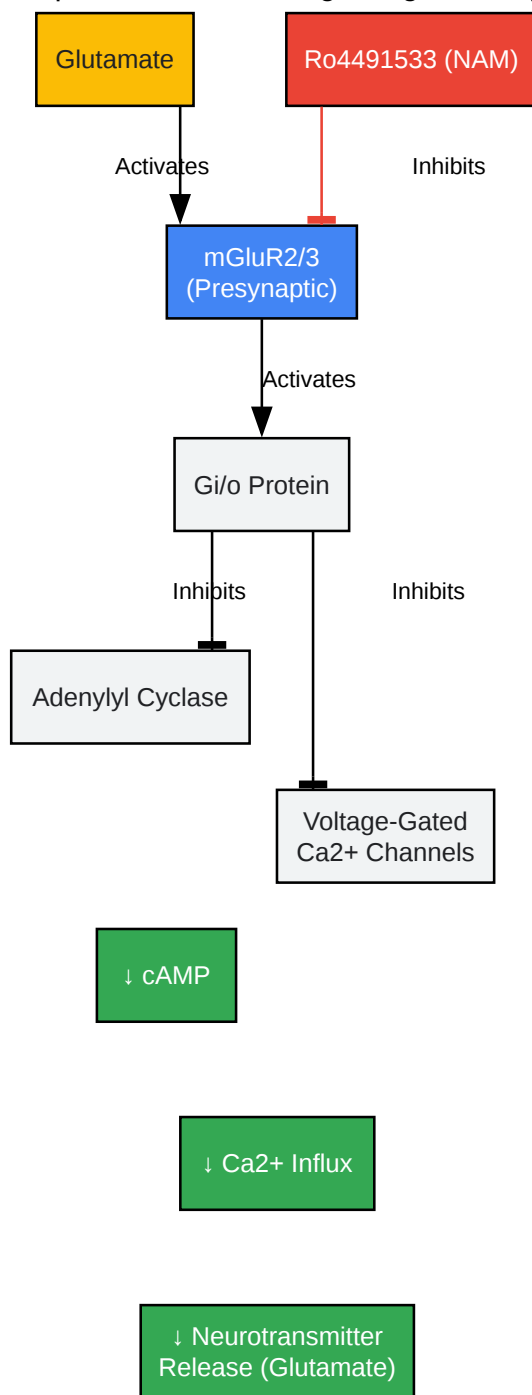 Glutamate
Ro4491533 (NAM)
Activates
Inhibits
mGluR2/3
(Presynaptic)
Activates
Gi/o Protein
Inhibits
Inhibits
Adenylyl Cyclase
Voltage-Gated
Ca2+ Channels
↓ cAMP
↓ Ca2+ Influx
↓ Neurotransmitter
Release (Glutamate)